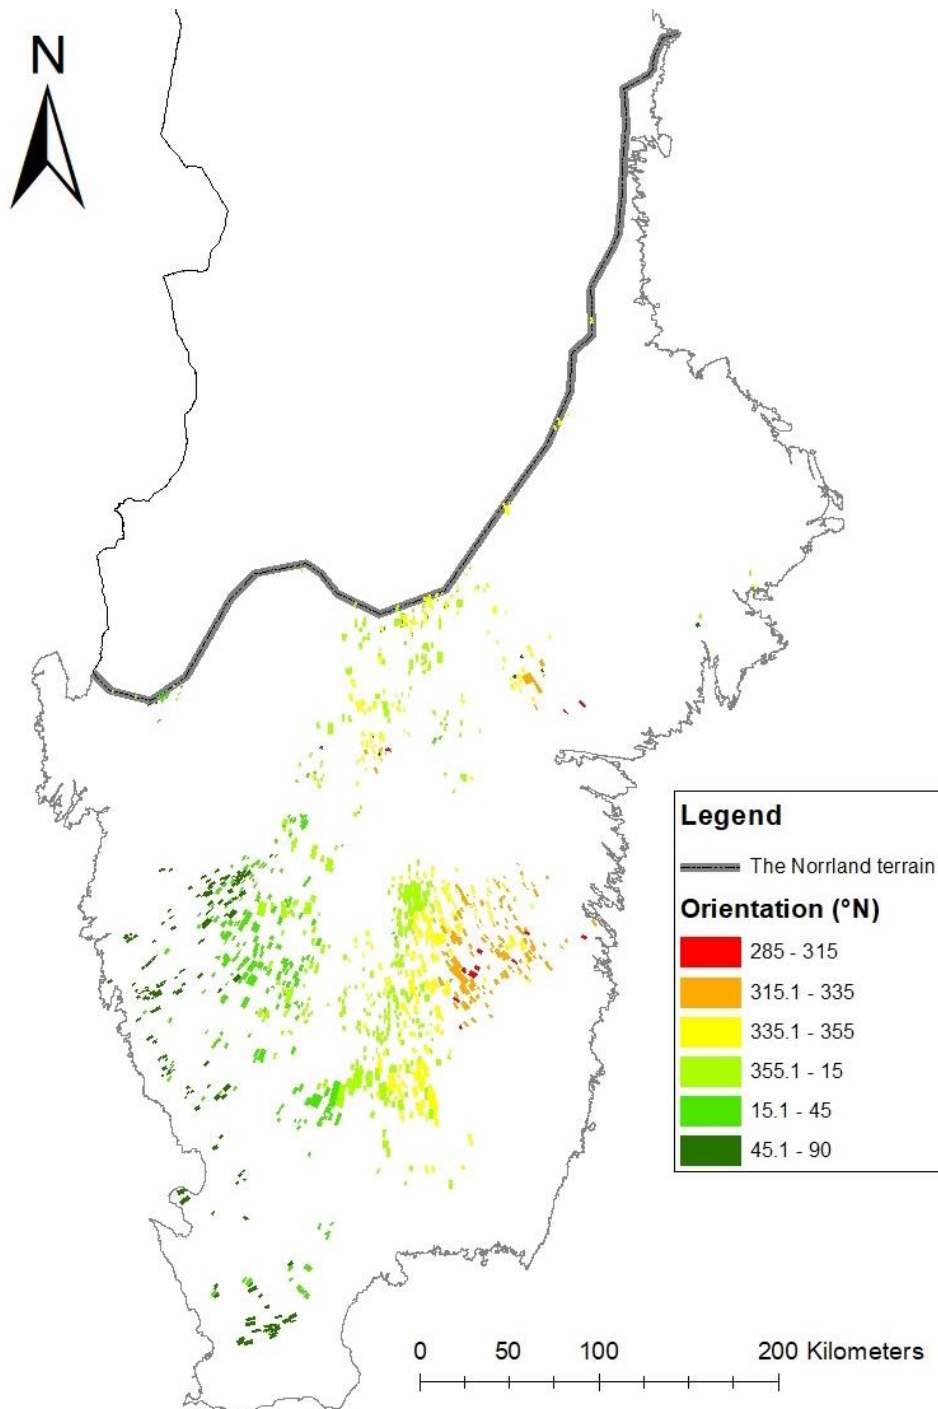 N
Legend
The Norrland terrain
Orientation (°N)
285 - 315
315.1 - 335
335.1 - 355
355.1 - 15
15.1 - 45
45.1 - 90
0 50 100 200 Kilometers